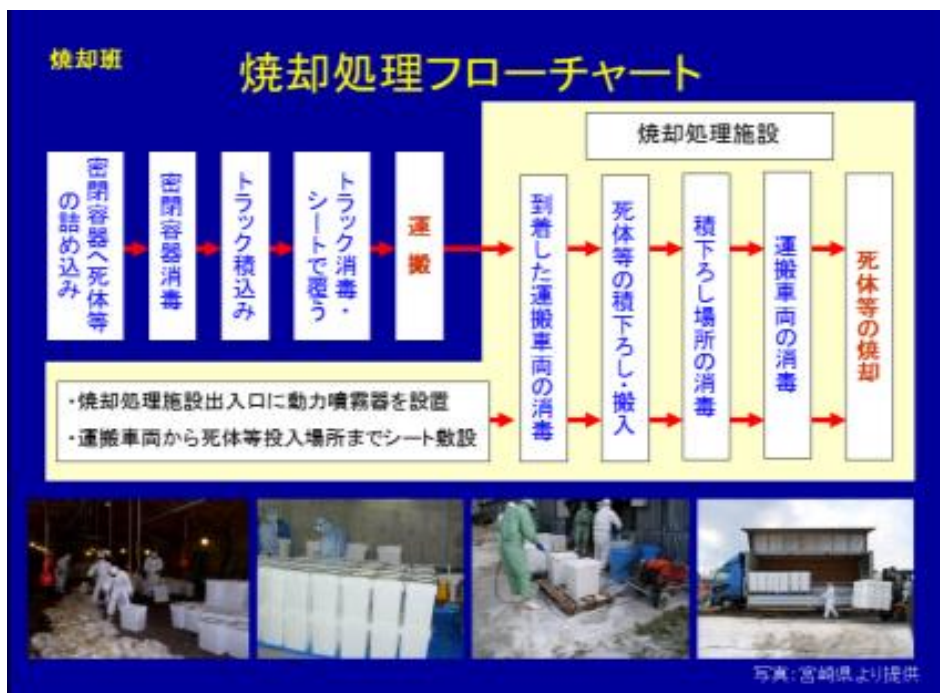 焼却班
焼却処理フローチャート
焼却処理施設
密閉容器へ死体等
の詰め込み
密閉容器消毒
トラック積込み
トラック消毒・
シートで覆う
運搬
到着した運搬車両の消毒
死体等の積下ろし・搬入
積下ろし場所の消毒
運搬車両の消毒
死体等の焼却
・焼却処理施設出入口に動力噴霧器を設置
・運搬車両から死体等投入場所までシート敷設
写真：宮崎県より提供